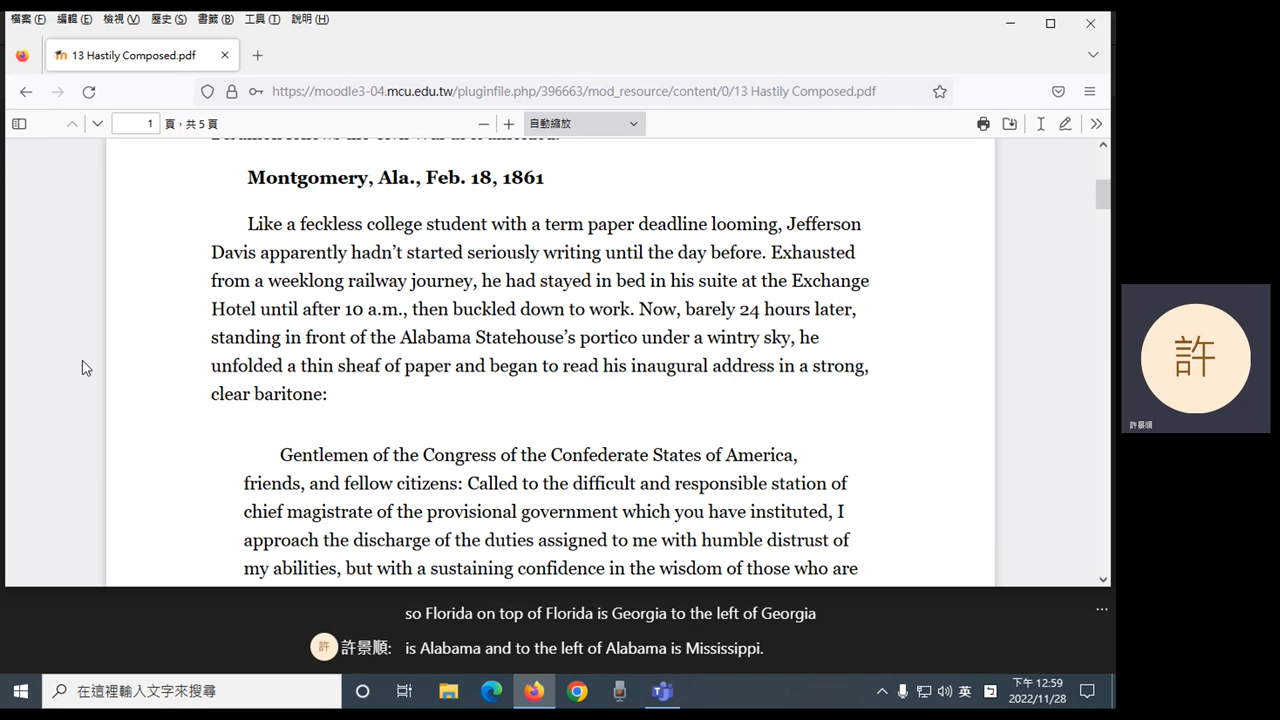 檔案 (F) 編輯 (E) 檢視 (V) 歷史 (S) 書籤 (B) 工具 (T) 說明 (H)
13 Hastily Composed.pdf
https://moodle3-04.mcu.edu.tw/pluginfile.php/396663/mod_resource/content/0/13 Hastily Composed.pdf
1 頁，共 5 頁
自動縮放
Montgomery, Ala., Feb. 18, 1861
Like a feckless college student with a term paper deadline looming, Jefferson
Davis apparently hadn't started seriously writing until the day before. Exhausted
from a weeklong railway journey, he had stayed in bed in his suite at the Exchange
Hotel until after 10 a.m., then buckled down to work. Now, barely 24 hours later,
standing in front of the Alabama Statehouse's portico under a wintry sky, he
unfolded a thin sheaf of paper and began to read his inaugural address in a strong,
clear baritone:
Gentlemen of the Congress of the Confederate States of America,
friends, and fellow citizens: Called to the difficult and responsible station of
chief magistrate of the provisional government which you have instituted, I
approach the discharge of the duties assigned to me with humble distrust of
my abilities, but with a sustaining confidence in the wisdom of those who are
許
許景順
so Florida on top of Florida is Georgia to the left of Georgia
許 許景順: is Alabama and to the left of Alabama is Mississippi.
在這裡輸入文字來搜尋
英
下午 12:59
2022/11/28